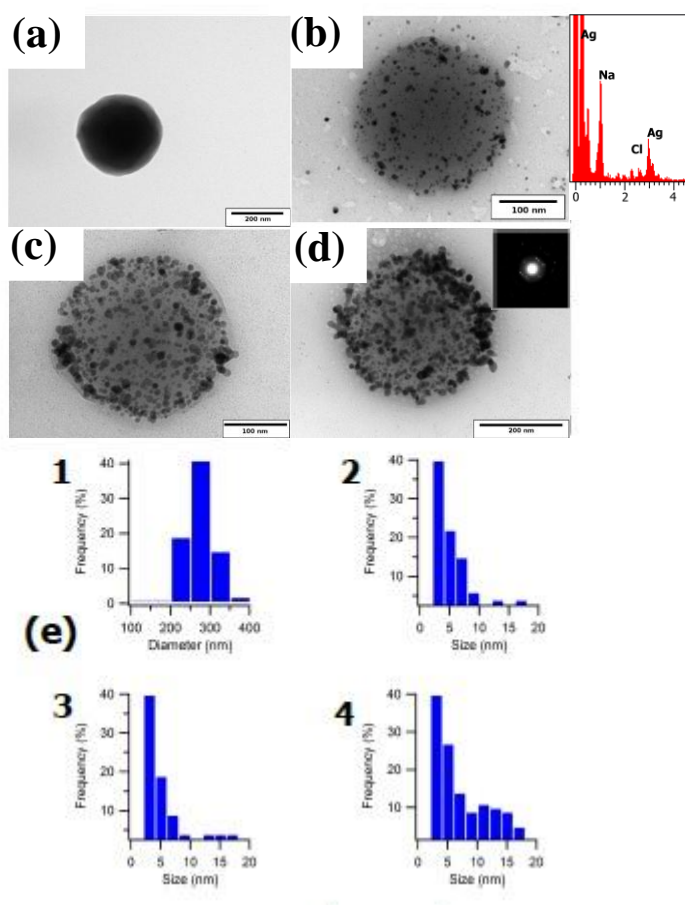 (a)
200 nm
(b)
100 nm
Ag
Na
Cl
Ag
0 2 4
(c)
100 nm
(d)
200 nm
(e)
1
40
30
20
10
0
Frequency (%)
100 200 300 400
Diameter (nm)
2
40
30
20
10
Frequency (%)
0 5 10 15 20
Size (nm)
3
40
30
20
10
Frequency (%)
0 5 10 15 20
Size (nm)
4
40
30
20
10
Frequency (%)
0 5 10 15 20
Size (nm)